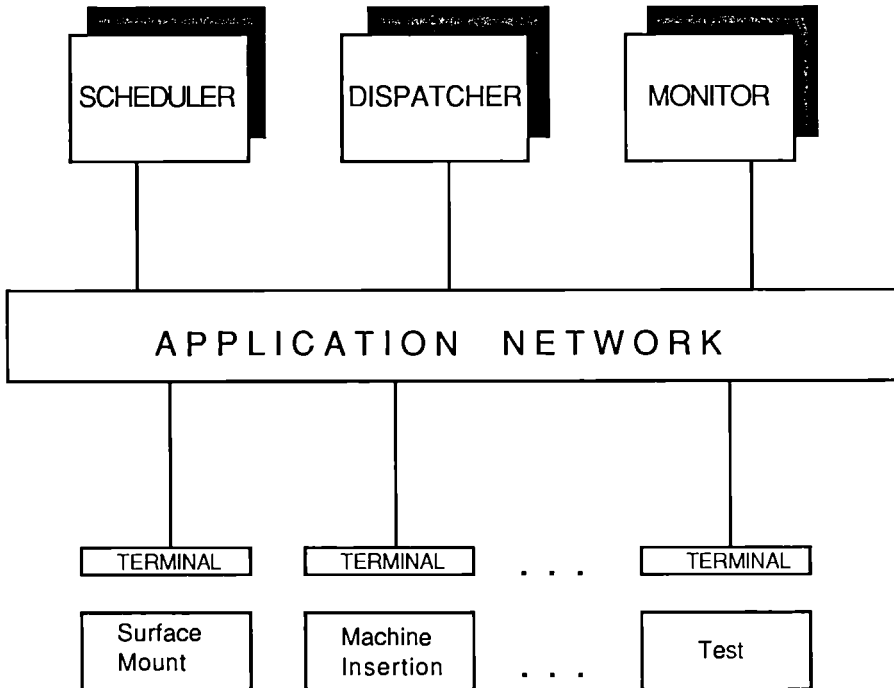 SCHEDULER
DISPATCHER
MONITOR
APPLICATION NETWORK
TERMINAL
TERMINAL
. . .
TERMINAL
Surface
Mount
Machine
Insertion
. . .
Test